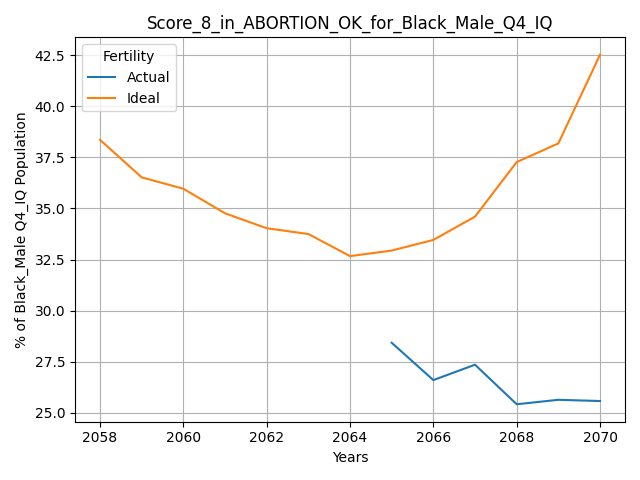 Score_8_in_ABORTION_OK_for_Black_Male_Q4_IQ
Fertility
Actual
Ideal
% of Black_Male Q4_IQ Population
42.5
40.0
37.5
35.0
32.5
30.0
27.5
25.0
2058 2060 2062 2064 2066 2068 2070
Years